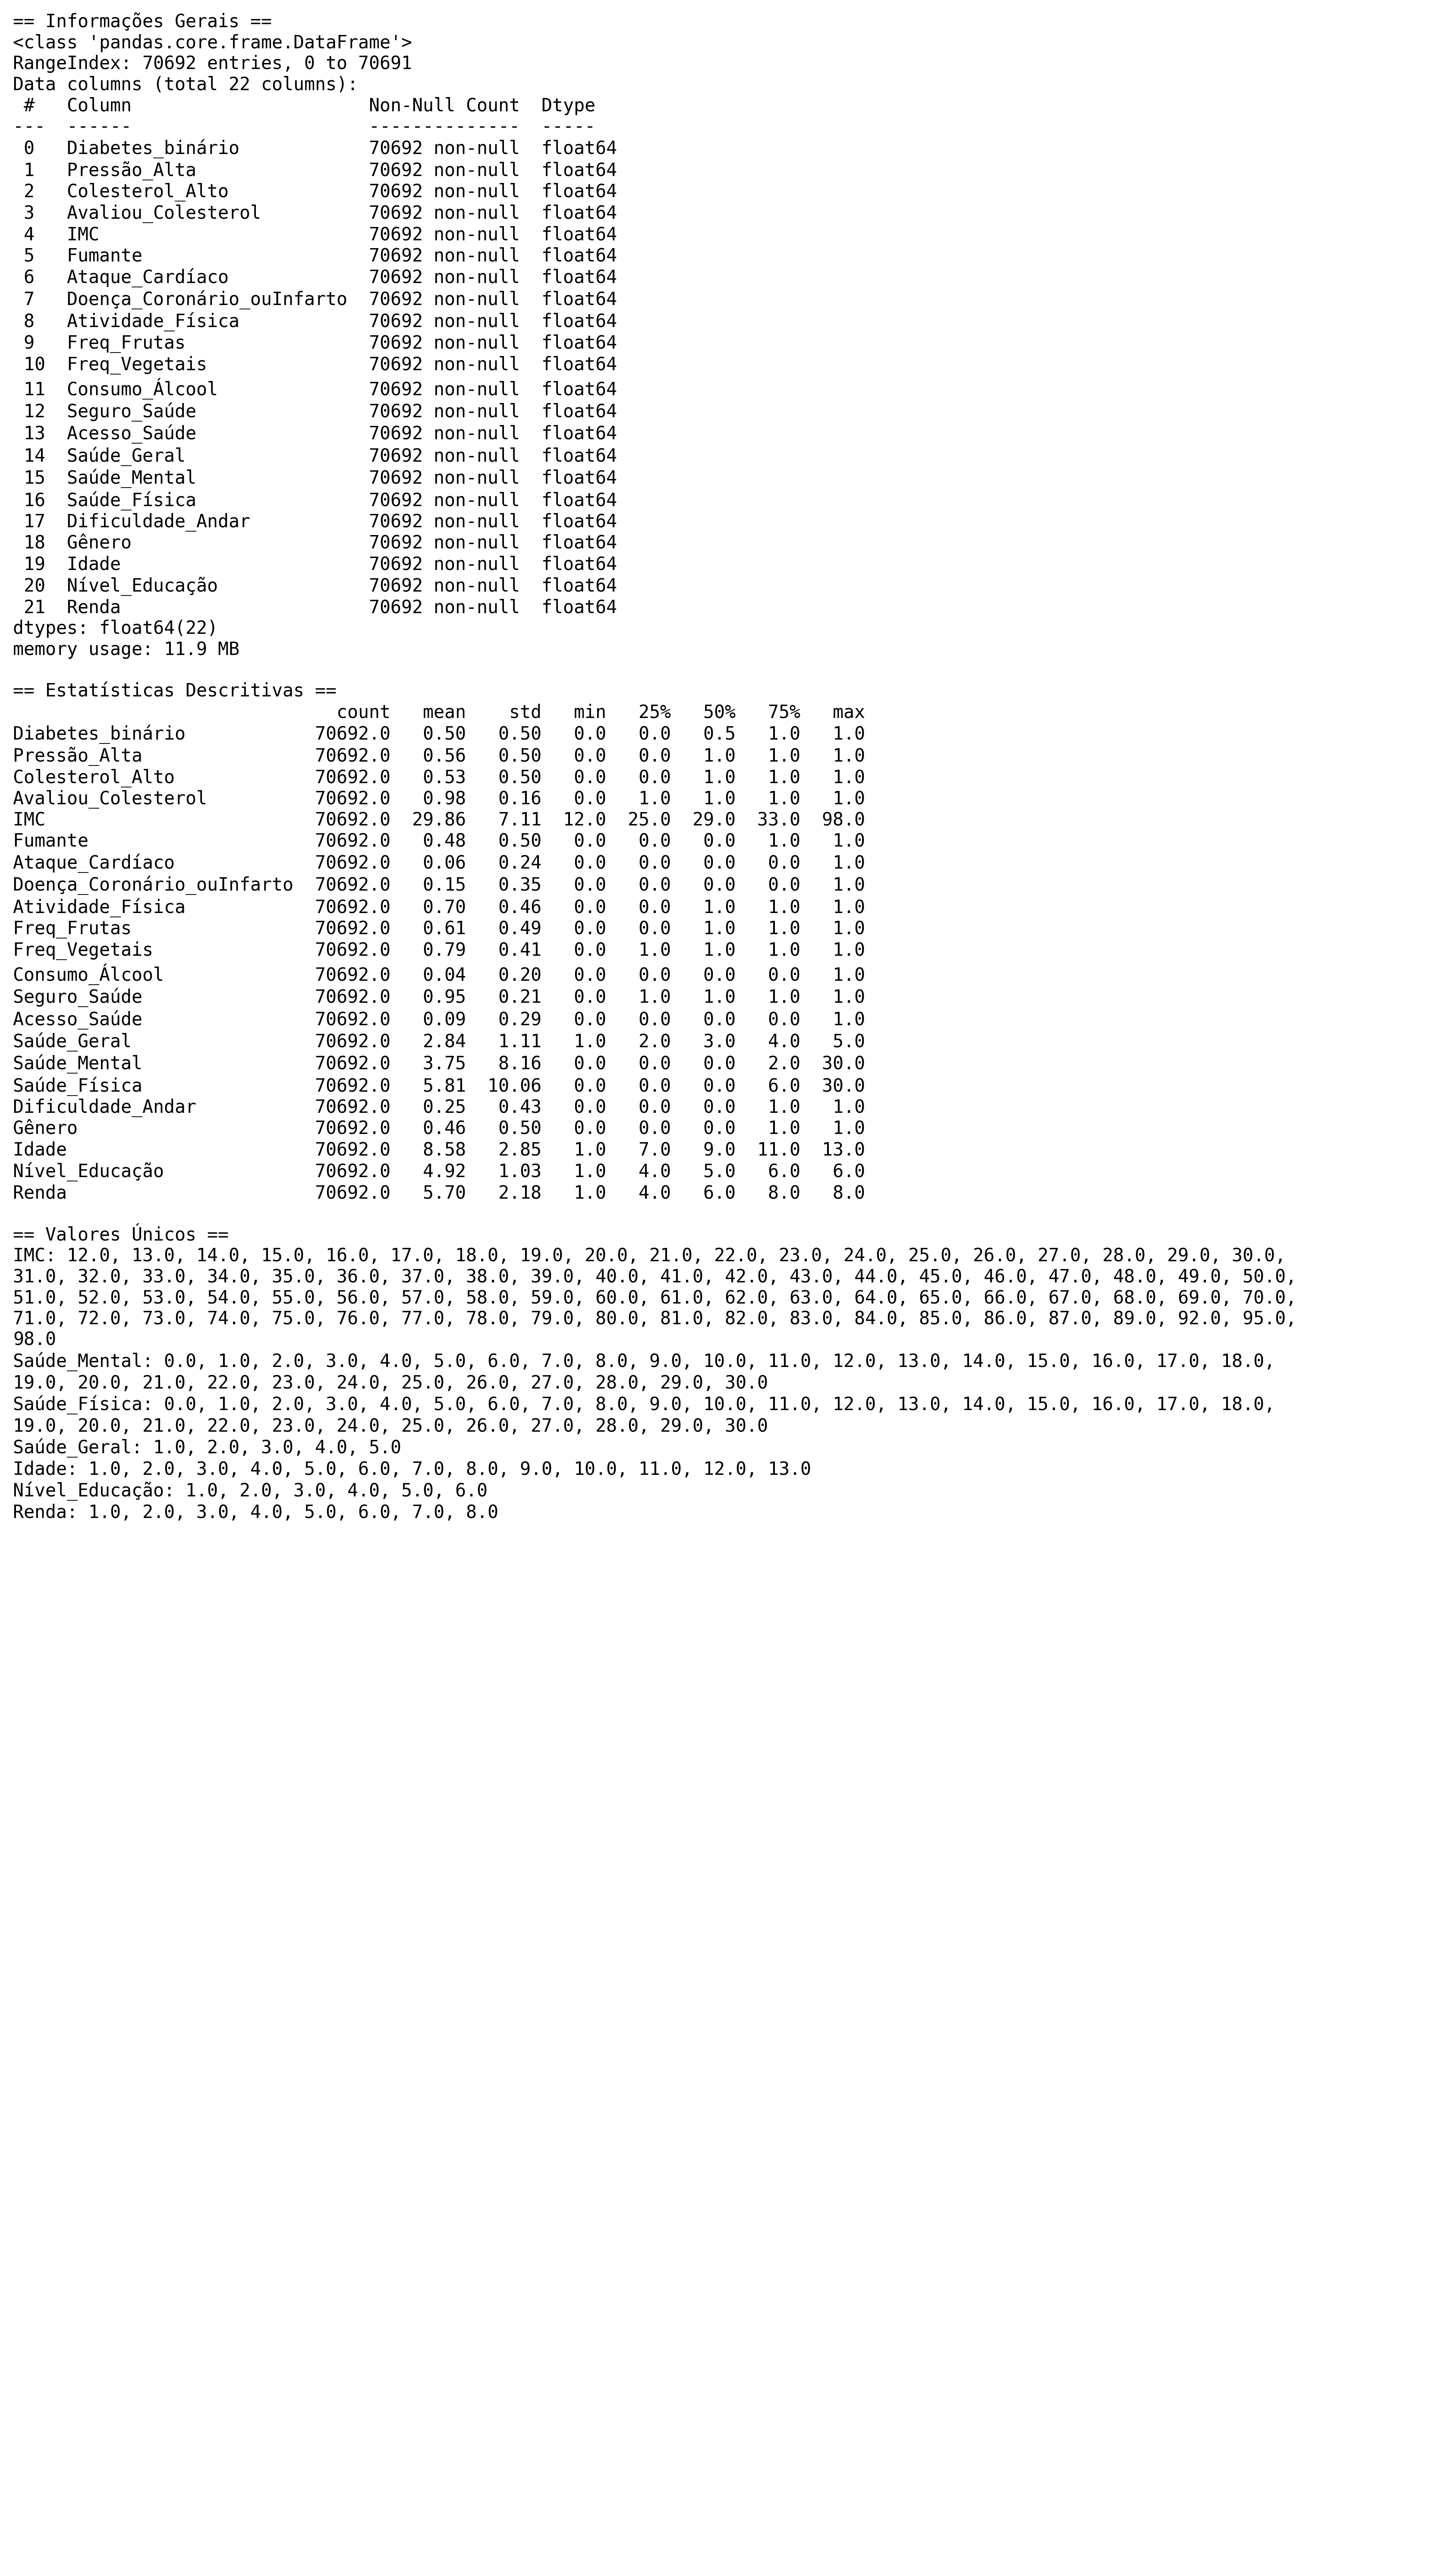 == Informações Gerais ==
<class 'pandas.core.frame.DataFrame'>
RangeIndex: 70692 entries, 0 to 70691
Data columns (total 22 columns):
 #   Column                      Non-Null Count  Dtype
---  ------                      --------------  -----
 0   Diabetes_binário            70692 non-null  float64
 1   Pressão_Alta                70692 non-null  float64
 2   Colesterol_Alto             70692 non-null  float64
 3   Avaliou_Colesterol          70692 non-null  float64
 4   IMC                         70692 non-null  float64
 5   Fumante                     70692 non-null  float64
 6   Ataque_Cardíaco             70692 non-null  float64
 7   Doença_Coronário_ouInfarto  70692 non-null  float64
 8   Atividade_Física            70692 non-null  float64
 9   Freq_Frutas                 70692 non-null  float64
 10  Freq_Vegetais               70692 non-null  float64
 11  Consumo_Álcool              70692 non-null  float64
 12  Seguro_Saúde                70692 non-null  float64
 13  Acesso_Saúde                70692 non-null  float64
 14  Saúde_Geral                 70692 non-null  float64
 15  Saúde_Mental                70692 non-null  float64
 16  Saúde_Física                70692 non-null  float64
 17  Dificuldade_Andar           70692 non-null  float64
 18  Gênero                      70692 non-null  float64
 19  Idade                       70692 non-null  float64
 20  Nível_Educação              70692 non-null  float64
 21  Renda                       70692 non-null  float64
dtypes: float64(22)
memory usage: 11.9 MB

== Estatísticas Descritivas ==
                              count   mean    std   min   25%   50%   75%   max
Diabetes_binário            70692.0   0.50   0.50   0.0   0.0   0.5   1.0   1.0
Pressão_Alta                70692.0   0.56   0.50   0.0   0.0   1.0   1.0   1.0
Colesterol_Alto             70692.0   0.53   0.50   0.0   0.0   1.0   1.0   1.0
Avaliou_Colesterol          70692.0   0.98   0.16   0.0   1.0   1.0   1.0   1.0
IMC                         70692.0  29.86   7.11  12.0  25.0  29.0  33.0  98.0
Fumante                     70692.0   0.48   0.50   0.0   0.0   0.0   1.0   1.0
Ataque_Cardíaco             70692.0   0.06   0.24   0.0   0.0   0.0   0.0   1.0
Doença_Coronário_ouInfarto  70692.0   0.15   0.35   0.0   0.0   0.0   0.0   1.0
Atividade_Física            70692.0   0.70   0.46   0.0   0.0   1.0   1.0   1.0
Freq_Frutas                 70692.0   0.61   0.49   0.0   0.0   1.0   1.0   1.0
Freq_Vegetais               70692.0   0.79   0.41   0.0   1.0   1.0   1.0   1.0
Consumo_Álcool              70692.0   0.04   0.20   0.0   0.0   0.0   0.0   1.0
Seguro_Saúde                70692.0   0.95   0.21   0.0   1.0   1.0   1.0   1.0
Acesso_Saúde                70692.0   0.09   0.29   0.0   0.0   0.0   0.0   1.0
Saúde_Geral                 70692.0   2.84   1.11   1.0   2.0   3.0   4.0   5.0
Saúde_Mental                70692.0   3.75   8.16   0.0   0.0   0.0   2.0  30.0
Saúde_Física                70692.0   5.81  10.06   0.0   0.0   0.0   6.0  30.0
Dificuldade_Andar           70692.0   0.25   0.43   0.0   0.0   0.0   1.0   1.0
Gênero                      70692.0   0.46   0.50   0.0   0.0   0.0   1.0   1.0
Idade                       70692.0   8.58   2.85   1.0   7.0   9.0  11.0  13.0
Nível_Educação              70692.0   4.92   1.03   1.0   4.0   5.0   6.0   6.0
Renda                       70692.0   5.70   2.18   1.0   4.0   6.0   8.0   8.0

== Valores Únicos ==
IMC: 12.0, 13.0, 14.0, 15.0, 16.0, 17.0, 18.0, 19.0, 20.0, 21.0, 22.0, 23.0, 24.0, 25.0, 26.0, 27.0, 28.0, 29.0, 30.0,
31.0, 32.0, 33.0, 34.0, 35.0, 36.0, 37.0, 38.0, 39.0, 40.0, 41.0, 42.0, 43.0, 44.0, 45.0, 46.0, 47.0, 48.0, 49.0, 50.0,
51.0, 52.0, 53.0, 54.0, 55.0, 56.0, 57.0, 58.0, 59.0, 60.0, 61.0, 62.0, 63.0, 64.0, 65.0, 66.0, 67.0, 68.0, 69.0, 70.0,
71.0, 72.0, 73.0, 74.0, 75.0, 76.0, 77.0, 78.0, 79.0, 80.0, 81.0, 82.0, 83.0, 84.0, 85.0, 86.0, 87.0, 89.0, 92.0, 95.0,
98.0
Saúde_Mental: 0.0, 1.0, 2.0, 3.0, 4.0, 5.0, 6.0, 7.0, 8.0, 9.0, 10.0, 11.0, 12.0, 13.0, 14.0, 15.0, 16.0, 17.0, 18.0,
19.0, 20.0, 21.0, 22.0, 23.0, 24.0, 25.0, 26.0, 27.0, 28.0, 29.0, 30.0
Saúde_Física: 0.0, 1.0, 2.0, 3.0, 4.0, 5.0, 6.0, 7.0, 8.0, 9.0, 10.0, 11.0, 12.0, 13.0, 14.0, 15.0, 16.0, 17.0, 18.0,
19.0, 20.0, 21.0, 22.0, 23.0, 24.0, 25.0, 26.0, 27.0, 28.0, 29.0, 30.0
Saúde_Geral: 1.0, 2.0, 3.0, 4.0, 5.0
Idade: 1.0, 2.0, 3.0, 4.0, 5.0, 6.0, 7.0, 8.0, 9.0, 10.0, 11.0, 12.0, 13.0
Nível_Educação: 1.0, 2.0, 3.0, 4.0, 5.0, 6.0
Renda: 1.0, 2.0, 3.0, 4.0, 5.0, 6.0, 7.0, 8.0